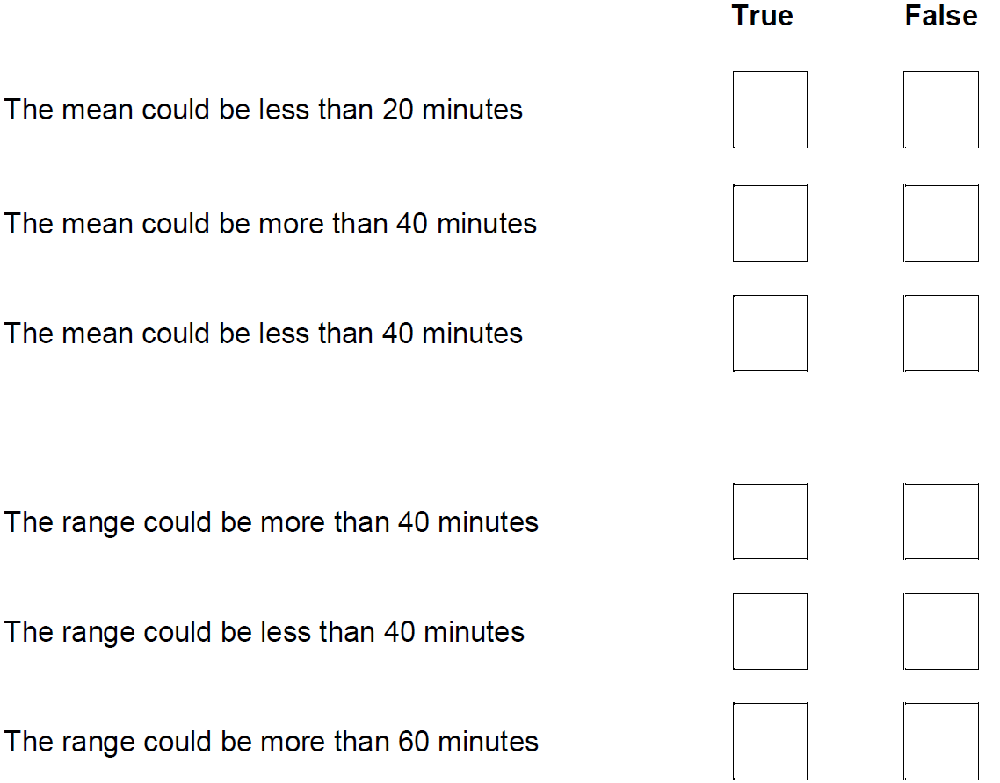 True False
The mean could be less than 20 minutes
The mean could be more than 40 minutes
The mean could be less than 40 minutes
The range could be more than 40 minutes
The range could be less than 40 minutes
The range could be more than 60 minutes